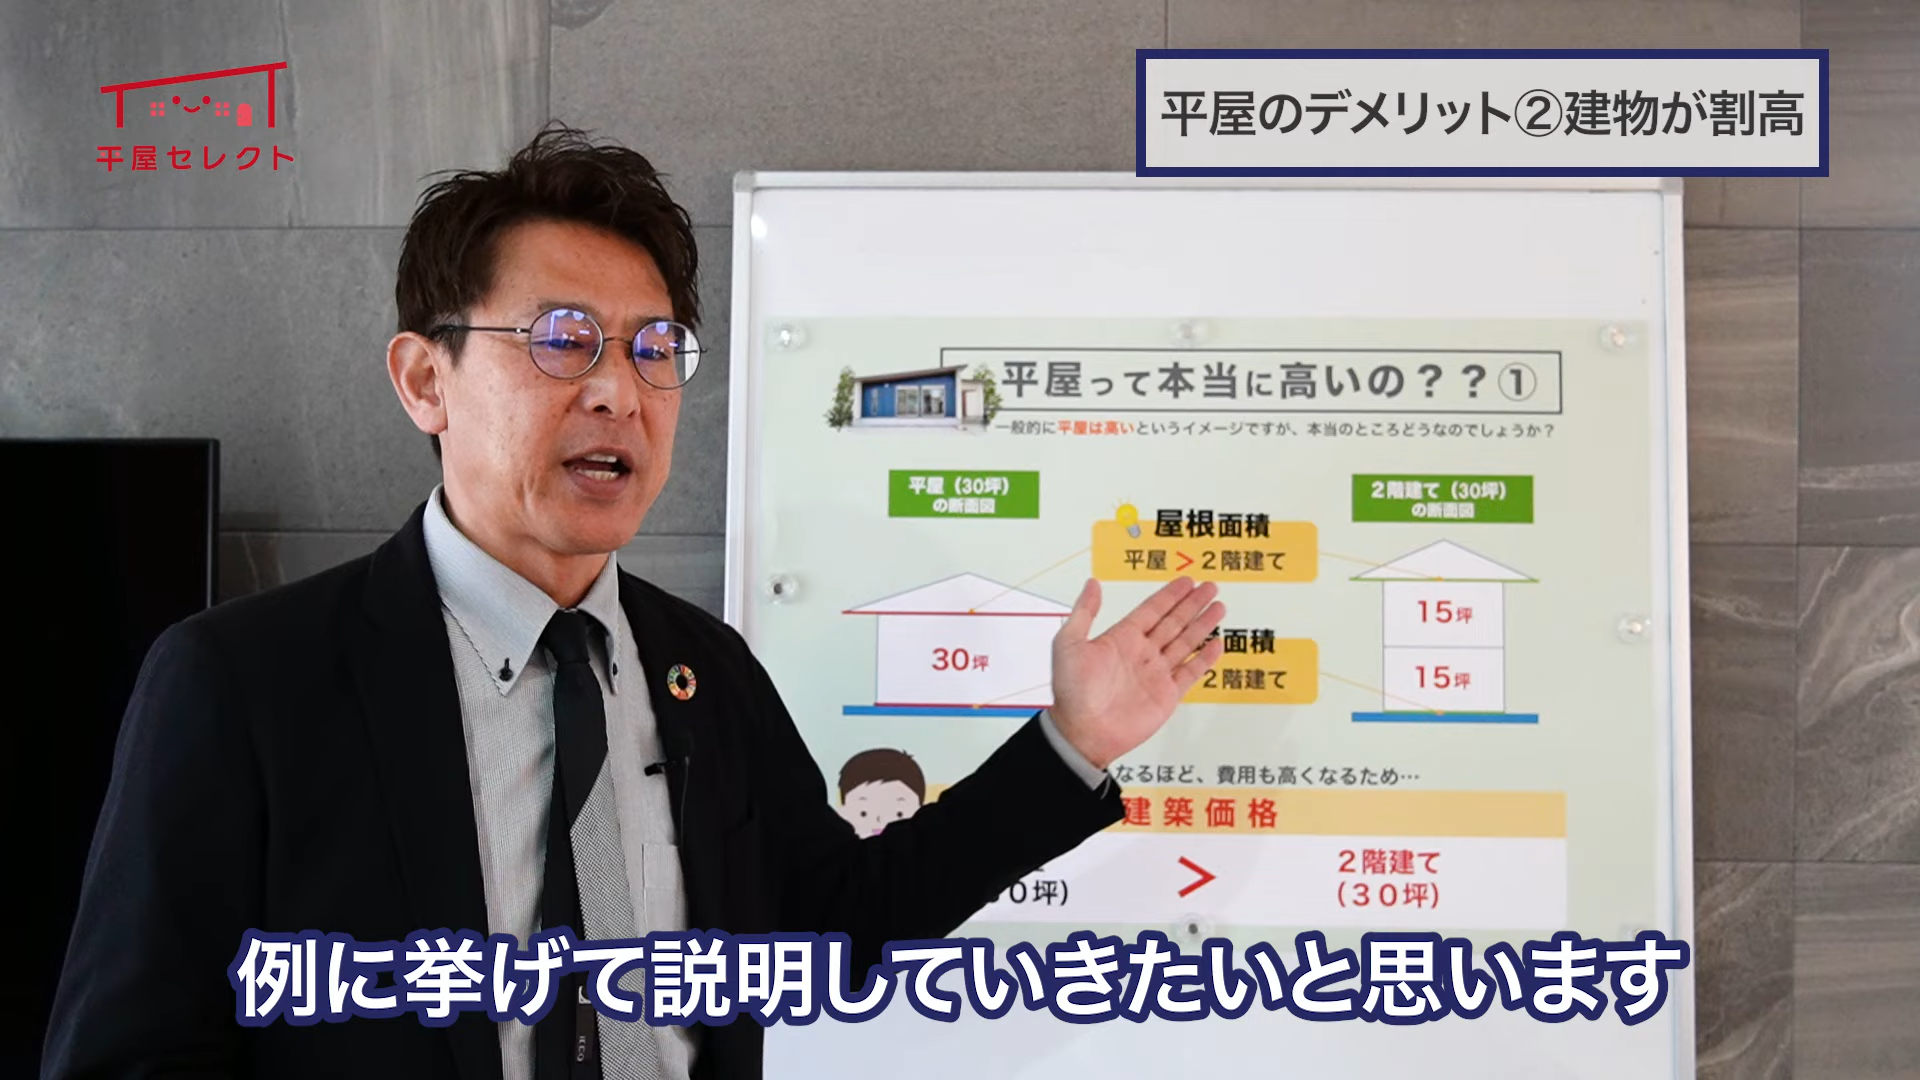 平屋セレクト
平屋のデメリット②建物が割高
平屋って本当に高いの？？①
一般的に平屋は高いというイメージですが、本当のところどうなのでしょうか？
平屋（30坪）
の断面図
屋根面積
平屋＞２階建て
２階建て（30坪）
の断面図
30坪
面積
２階建て
15坪
15坪
なるほど、費用も高くなるため…
建築価格
０坪）
＞
２階建て
（３０坪）
例に挙げて説明していきたいと思います